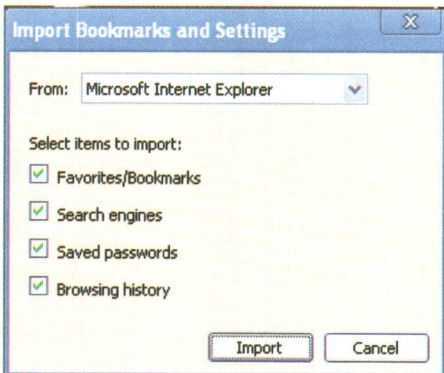 Import Bookmarks and Settings
From: Microsoft Internet Explorer
Select items to import:
Favorites/Bookmarks
Search engines
Saved passwords
Browsing history
Import Cancel